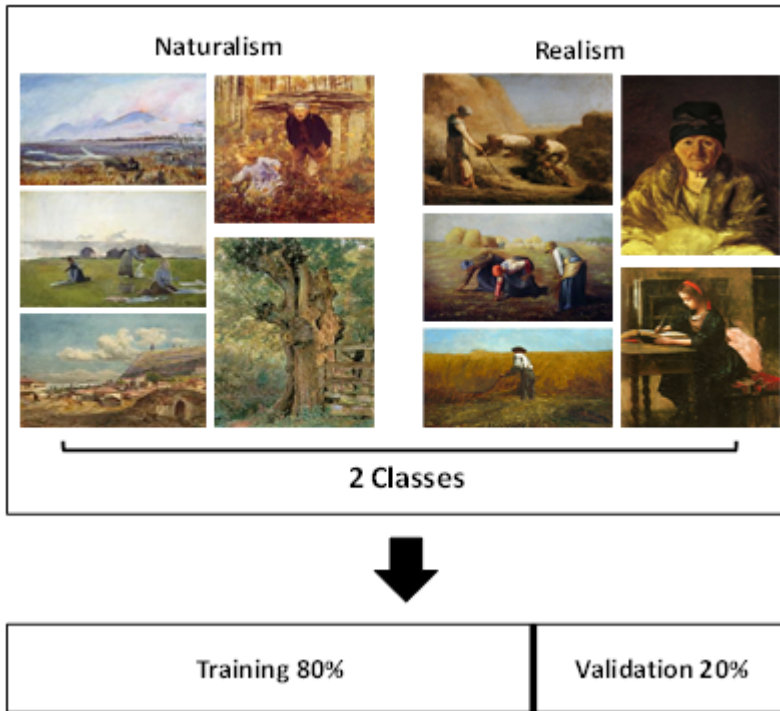 Naturalism
Realism
2 Classes
Training 80%
Validation 20%